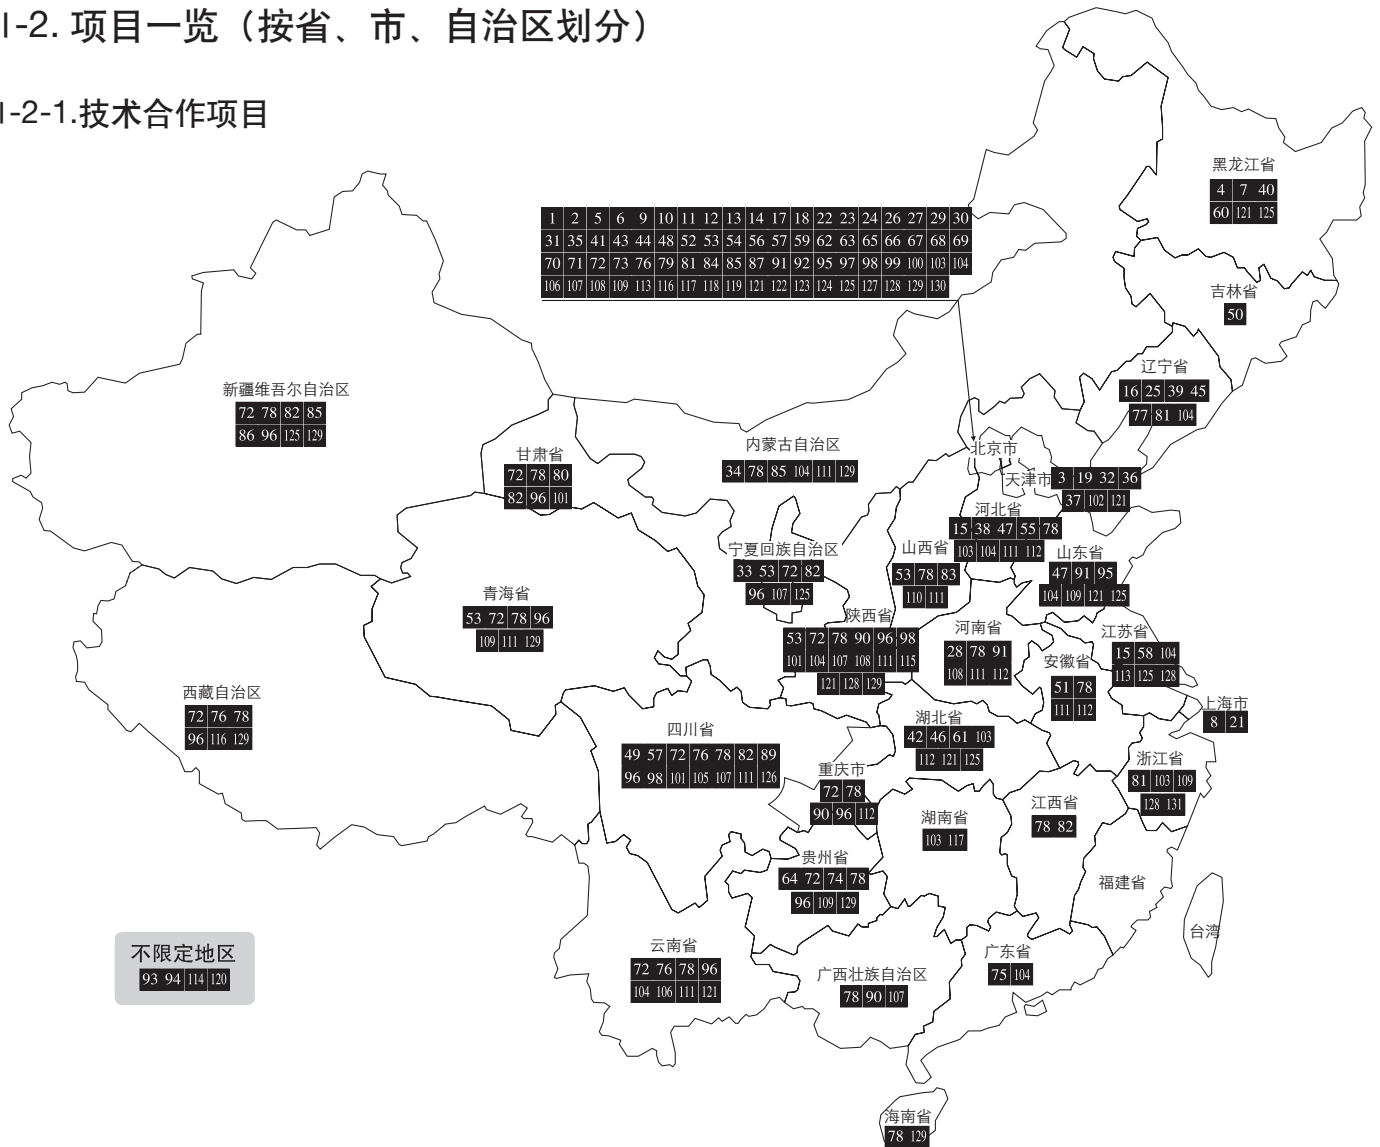 1-2. 项目一览（按省、市、自治区划分）
1-2-1.技术合作项目
黑龙江省
4 7 40
60 121 125
1 2 5 6 9 10 11 12 13 14 17 18 22 23 24 26 27 29 30
31 35 41 43 44 48 52 53 54 56 57 59 62 63 65 66 67 68 69
70 71 72 73 76 79 81 84 85 87 91 92 95 97 98 99 100 103 104
106 107 108 109 113 116 117 118 119 121 122 123 124 125 127 128 129 130
吉林省
50
辽宁省
16 25 39 45
77 81 104
新疆维吾尔自治区
72 78 82 85
86 96 125 129
甘肃省
72 78 80
82 96 101
内蒙古自治区
34 78 85 104 111 129
北京市
天津市 3 19 32 36
37 102 121
河北省
15 38 47 55 78
103 104 111 112
宁夏回族自治区
33 53 72 82
96 107 125
山西省
53 78 83
110 111
山东省
47 91 95
104 109 121 125
青海省
53 72 78 96
109 111 129
陕西省
53 72 78 90 96 98
101 104 107 108 111 115
121 128 129
河南省
28 78 91
108 111 112
江苏省
15 58 104
113 125 128
安徽省
51 78
111 112
西藏自治区
72 76 78
96 116 129
上海市
8 21
四川省
49 57 72 76 78 82 89
96 98 101 105 107 111 126
湖北省
42 46 61 103
112 121 125
重庆市
72 78
90 96 112
浙江省
81 103 109
128 131
湖南省
103 117
江西省
78 82
贵州省
64 72 74 78
96 109 129
福建省
台湾
不限定地区
93 94 114 120
云南省
72 76 78 96
104 106 111 121
广西壮族自治区
78 90 107
广东省
75 104
海南省
78 129